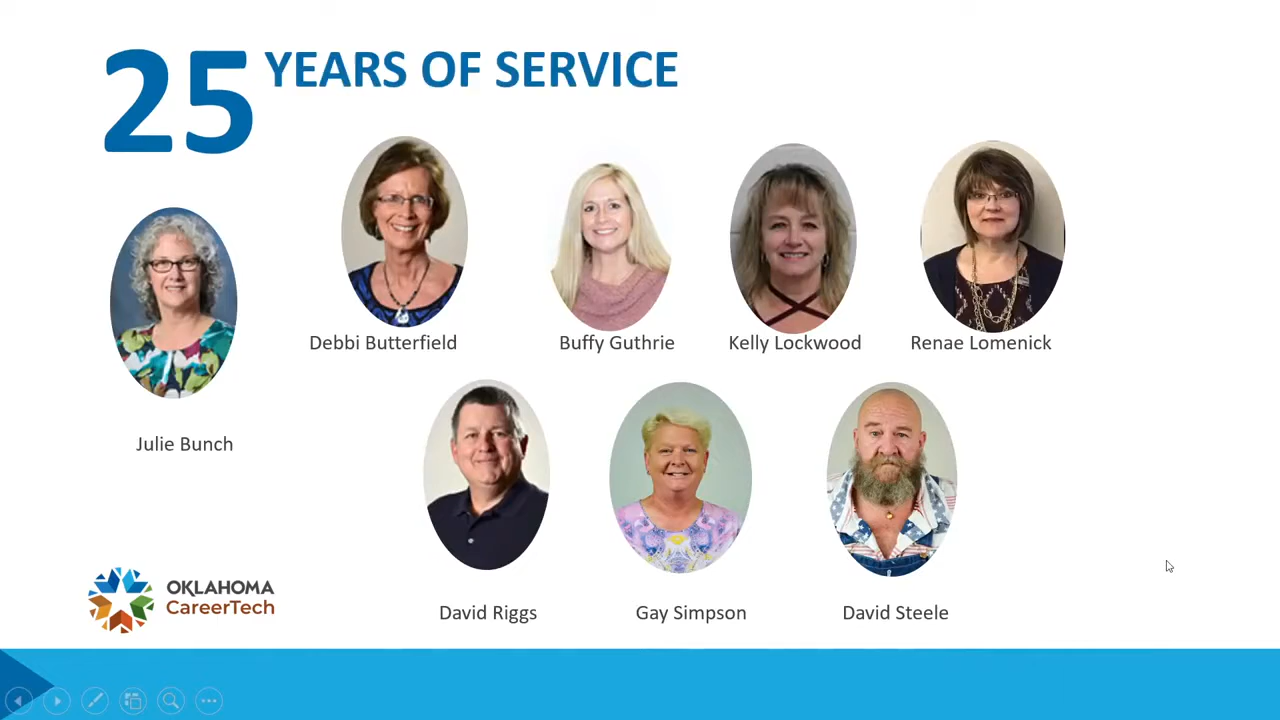 25 YEARS OF SERVICE
Debbi Butterfield
Buffy Guthrie
Kelly Lockwood
Renae Lomenick
Julie Bunch
David Riggs
Gay Simpson
David Steele
OKLAHOMA
CareerTech